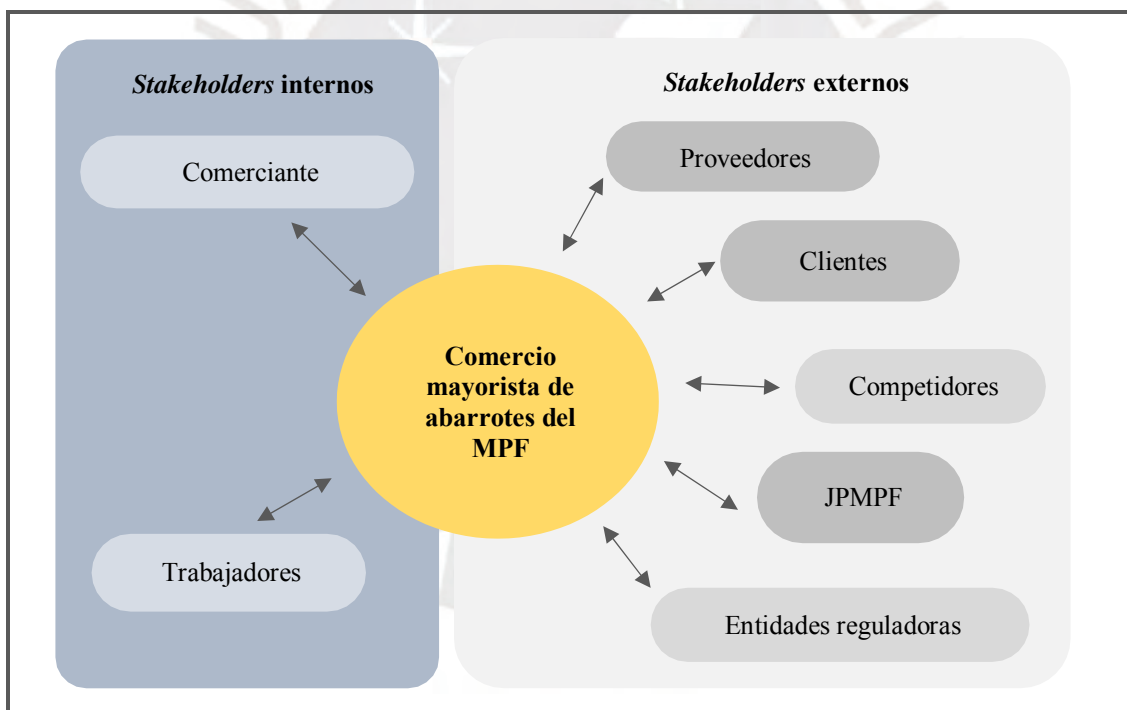 Stakeholders internos
Comerciante
Trabajadores
Comercio
mayorista de
abarrotes del
MPF
Stakeholders externos
Proveedores
Clientes
Competidores
JPMPF
Entidades reguladoras